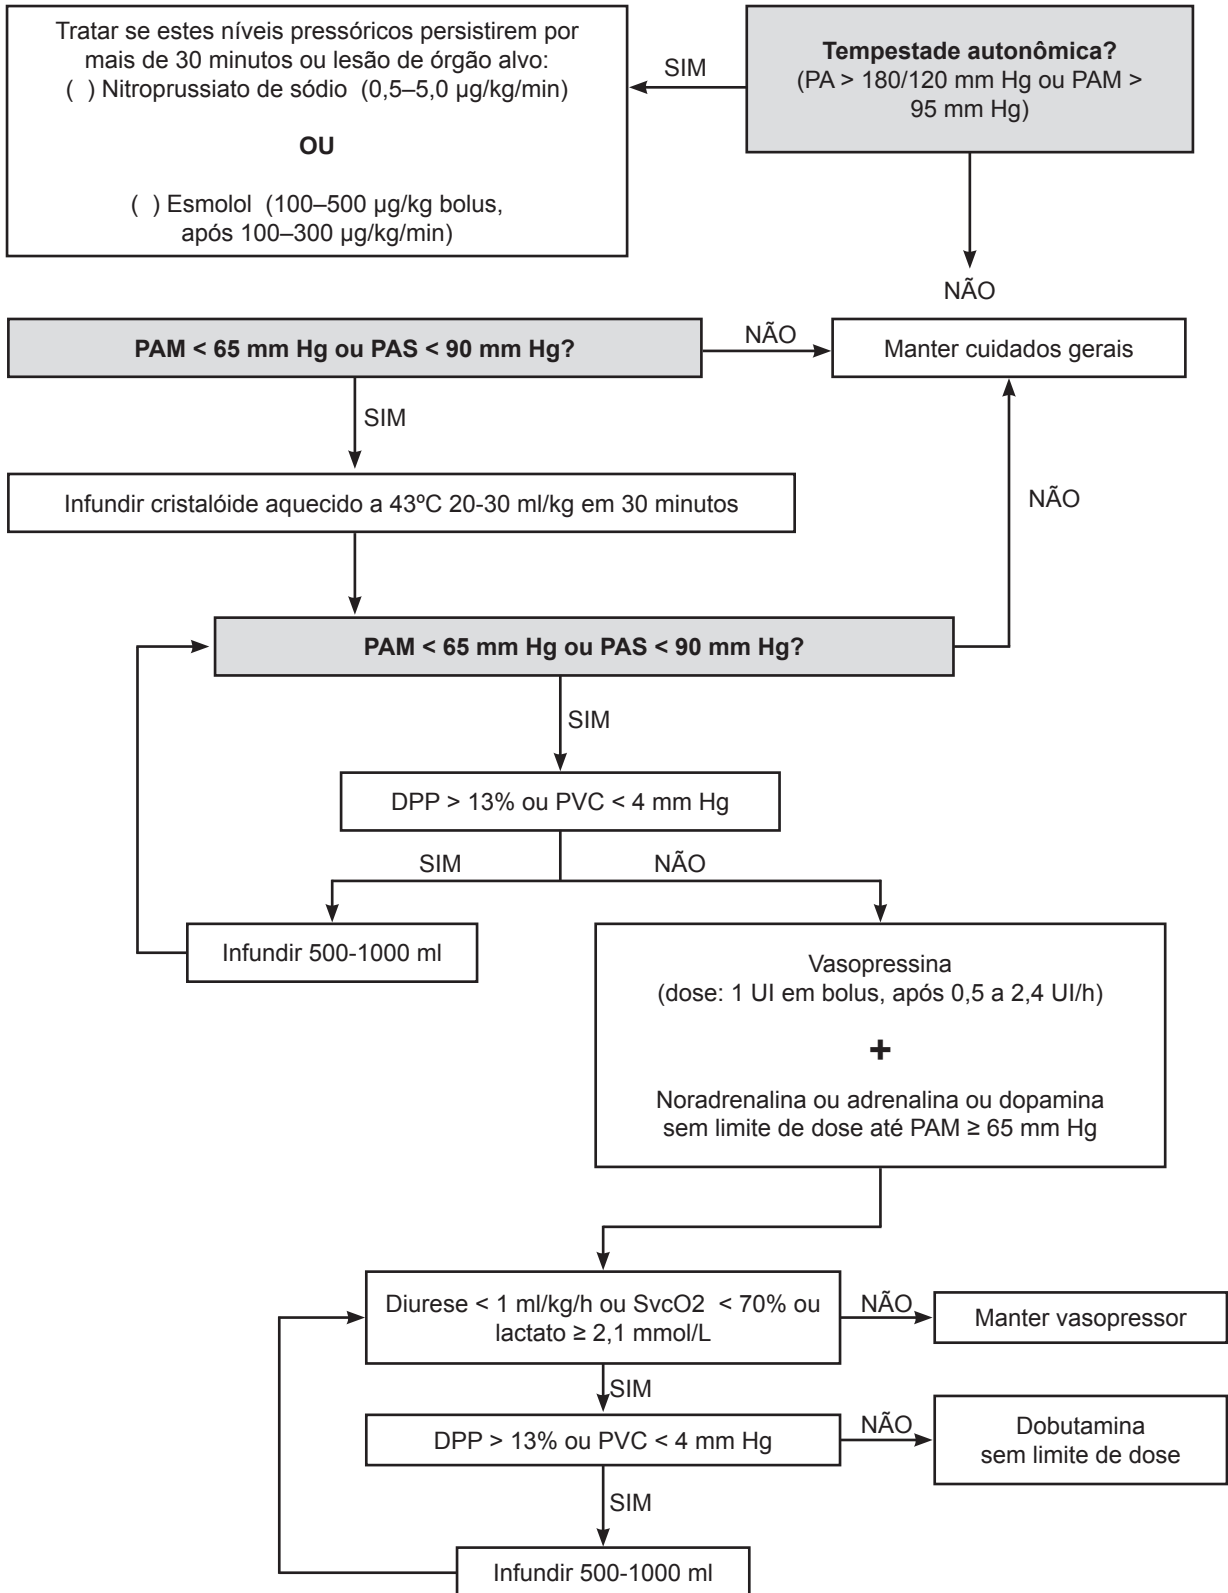 Tratar se estes níveis pressóricos persistirem por
mais de 30 minutos ou lesão de órgão alvo:
( ) Nitroprussiato de sódio (0,5–5,0 µg/kg/min)
OU
( ) Esmolol (100–500 µg/kg bolus,
após 100–300 µg/kg/min)
SIM
Tempestade autonômica?
(PA > 180/120 mm Hg ou PAM >
95 mm Hg)
NÃO
PAM < 65 mm Hg ou PAS < 90 mm Hg?
NÃO
Manter cuidados gerais
SIM
Infundir cristalóide aquecido a 43ºC 20-30 ml/kg em 30 minutos
NÃO
PAM < 65 mm Hg ou PAS < 90 mm Hg?
SIM
DPP > 13% ou PVC < 4 mm Hg
SIM
NÃO
Infundir 500-1000 ml
Vasopressina
(dose: 1 UI em bolus, após 0,5 a 2,4 UI/h)
+
Noradrenalina ou adrenalina ou dopamina
sem limite de dose até PAM ≥ 65 mm Hg
Diurese < 1 ml/kg/h ou SvcO2 < 70% ou
lactato ≥ 2,1 mmol/L
NÃO
Manter vasopressor
SIM
DPP > 13% ou PVC < 4 mm Hg
NÃO
Dobutamina
sem limite de dose
SIM
Infundir 500-1000 ml